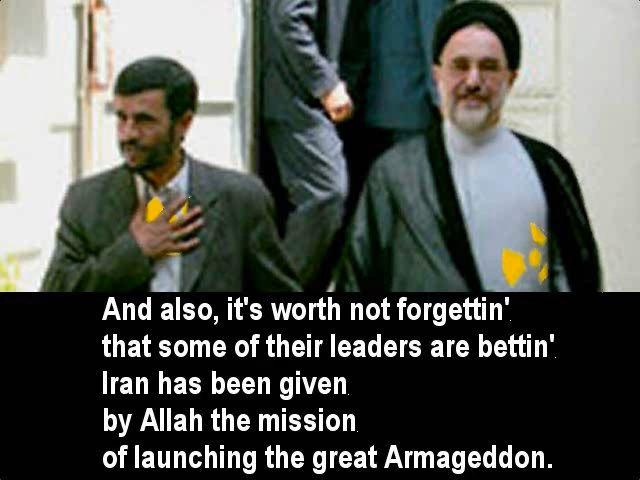 And also, it's worth not forgettin'
that some of their leaders are bettin'
Iran has been given
by Allah the mission
of launching the great Armageddon.